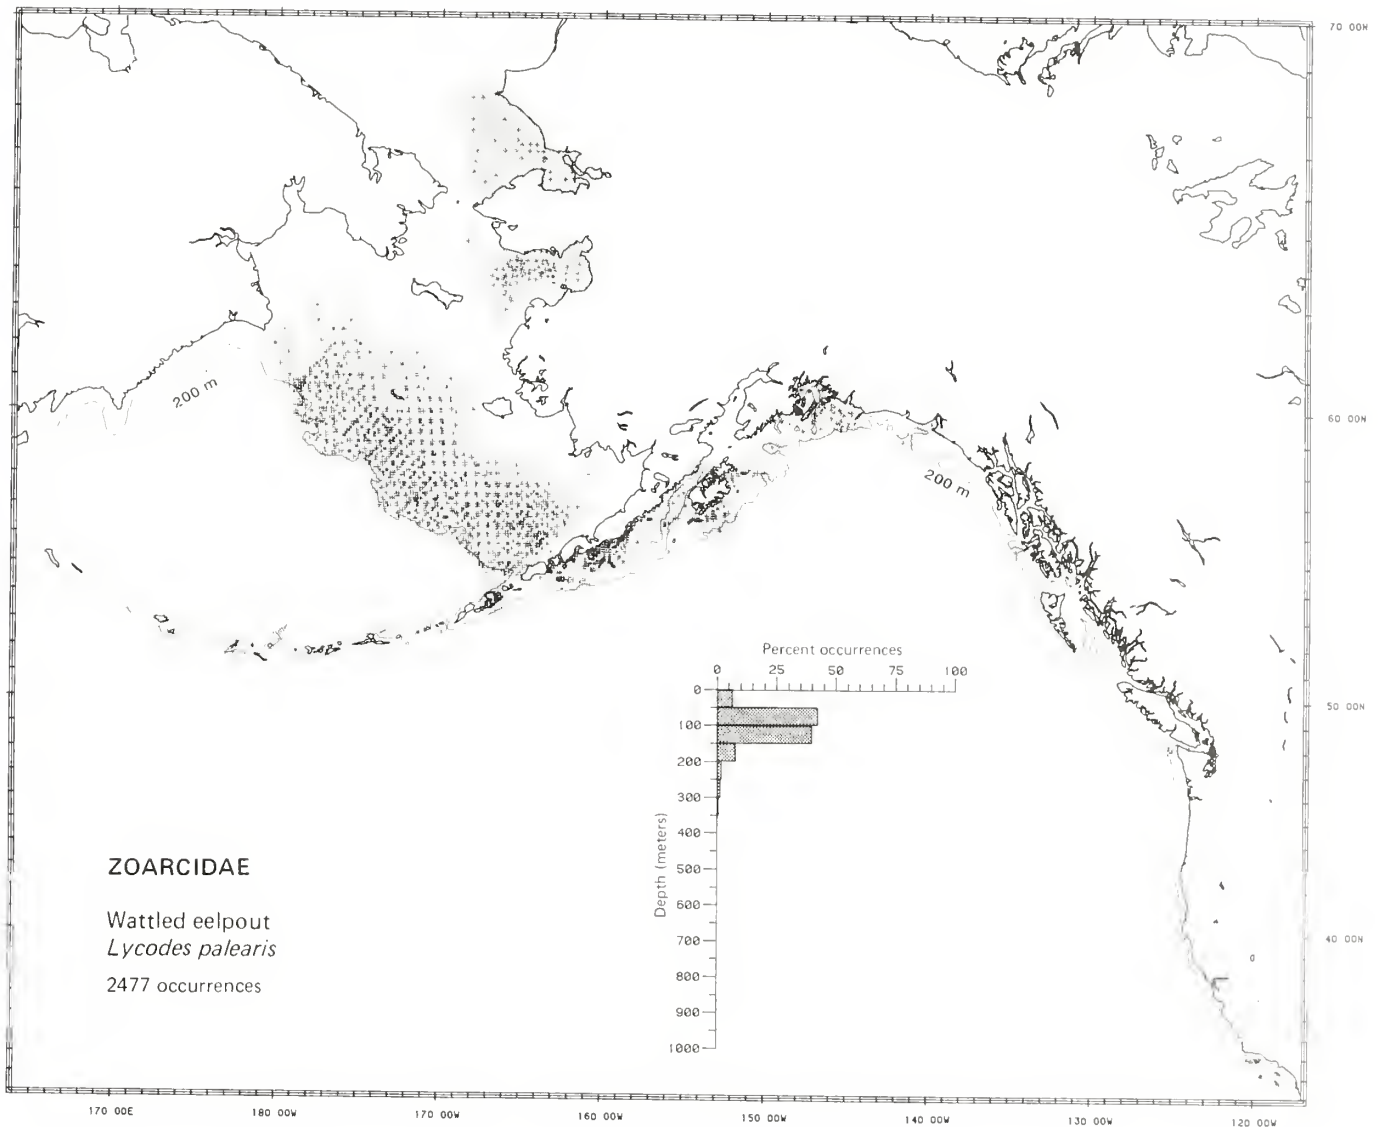 70 00N
200 m
60 00N
200 m
Percent occurrences
0 25 50 75 100
0
100
200
300
400
500
600
700
800
900
1000
Depth (meters)
50 00N
40 00N
ZOARCIDAE
Wattled eelpout
Lycodes palearis
2477 occurrences
170 00E 180 00W 170 00W 160 00W 150 00W 140 00W 130 00W 120 00W